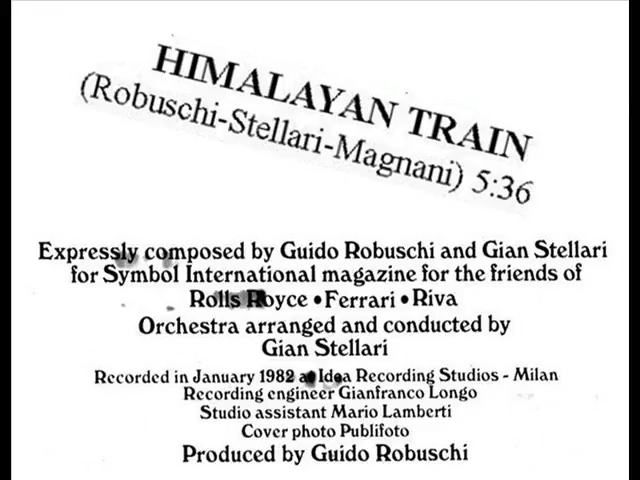 HIMALAYAN TRAIN
(Robuschi-Stellari-Magnani) 5:36
Expressly composed by Guido Robuschi and Gian Stellari
for Symbol International magazine for the friends of
Rolls Royce • Ferrari • Riva
Orchestra arranged and conducted by
Gian Stellari
Recorded in January 1982 at Idea Recording Studios - Milan
Recording engineer Gianfranco Longo
Studio assistant Mario Lamberti
Cover photo Publifoto
Produced by Guido Robuschi